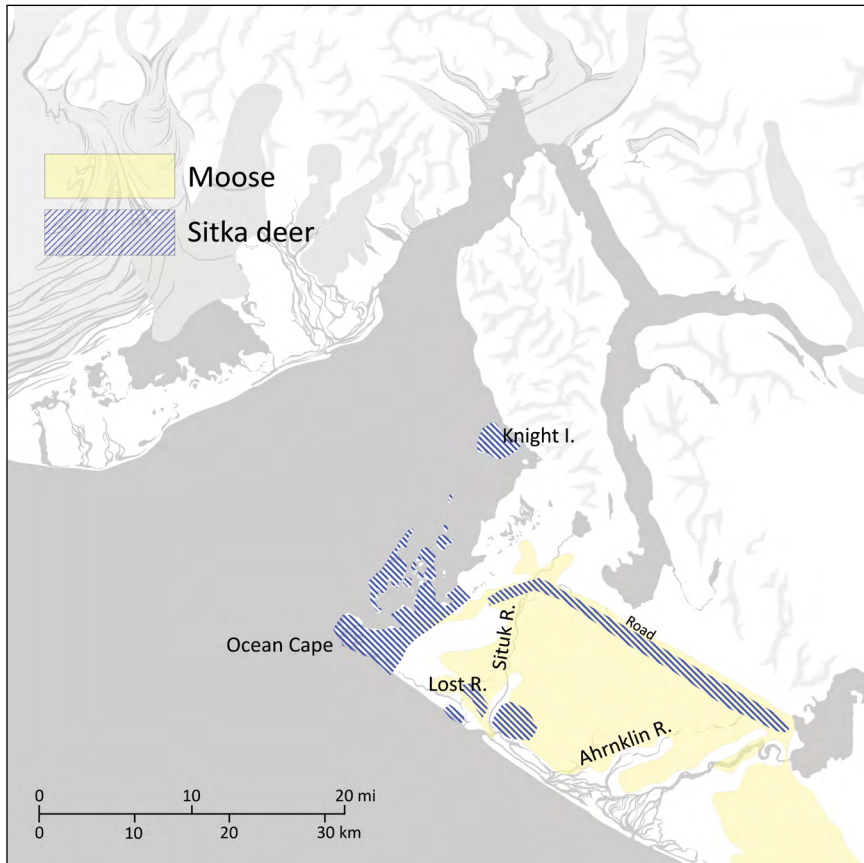 Moose
Sitka deer
Knight I.
Ocean Cape
Situk R.
Road
Lost R.
Ahrnklin R.
0 10 20 mi
0 10 20 30 km